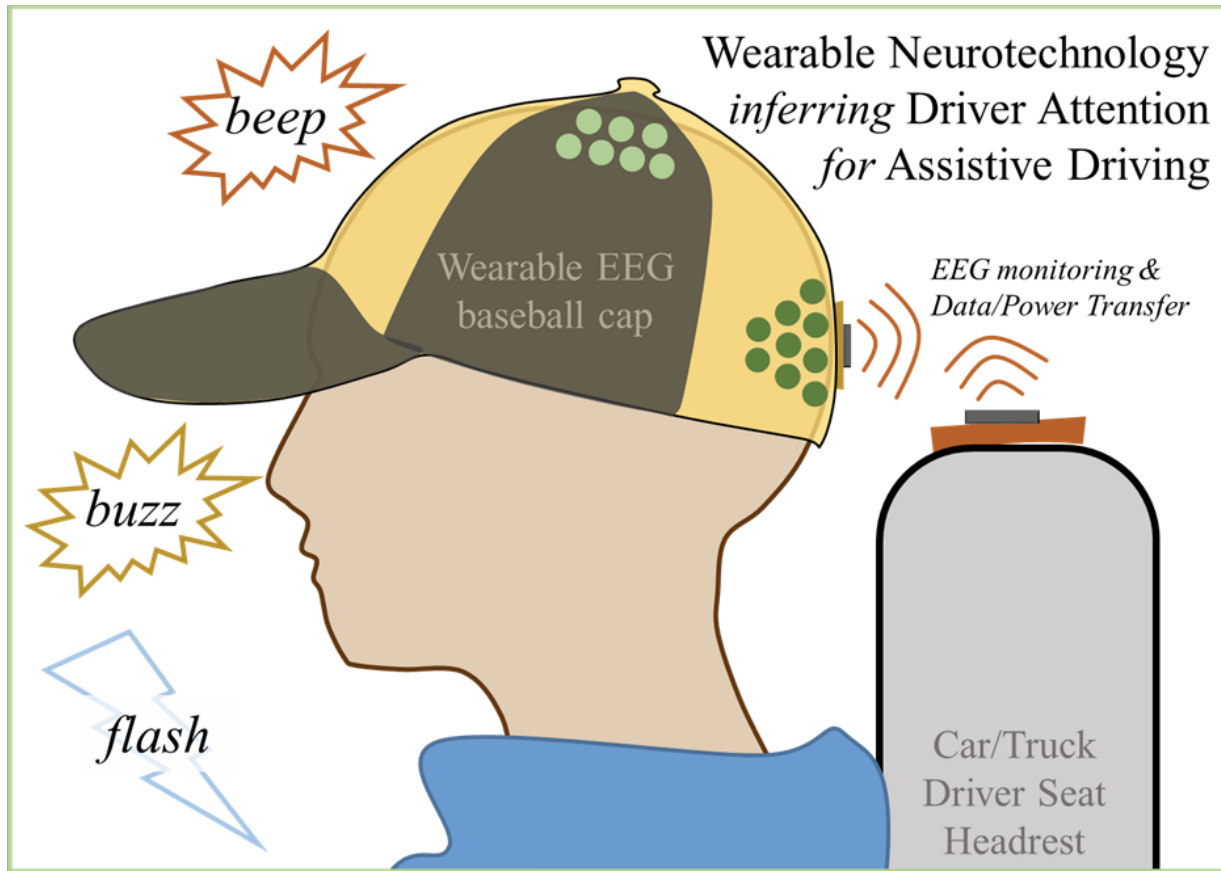 Wearable Neurotechnology
inferring Driver Attention
for Assistive Driving
beep
Wearable EEG
baseball cap
EEG monitoring &
Data/Power Transfer
buzz
flash
Car/Truck
Driver Seat
Headrest